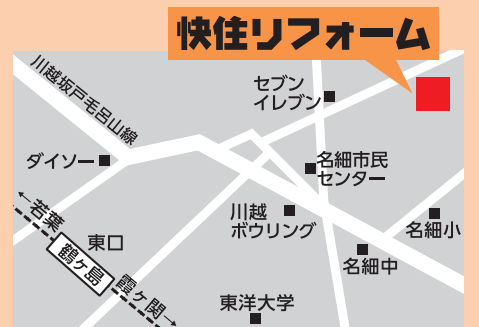 快住リフォーム
川越坂戸毛呂山線
セブン
イレブン
ダイソー
名細市民
センター
←若葉
川越
ボウリング
名細小
東口
鶴ヶ島
名細中
霞ヶ関→
東洋大学